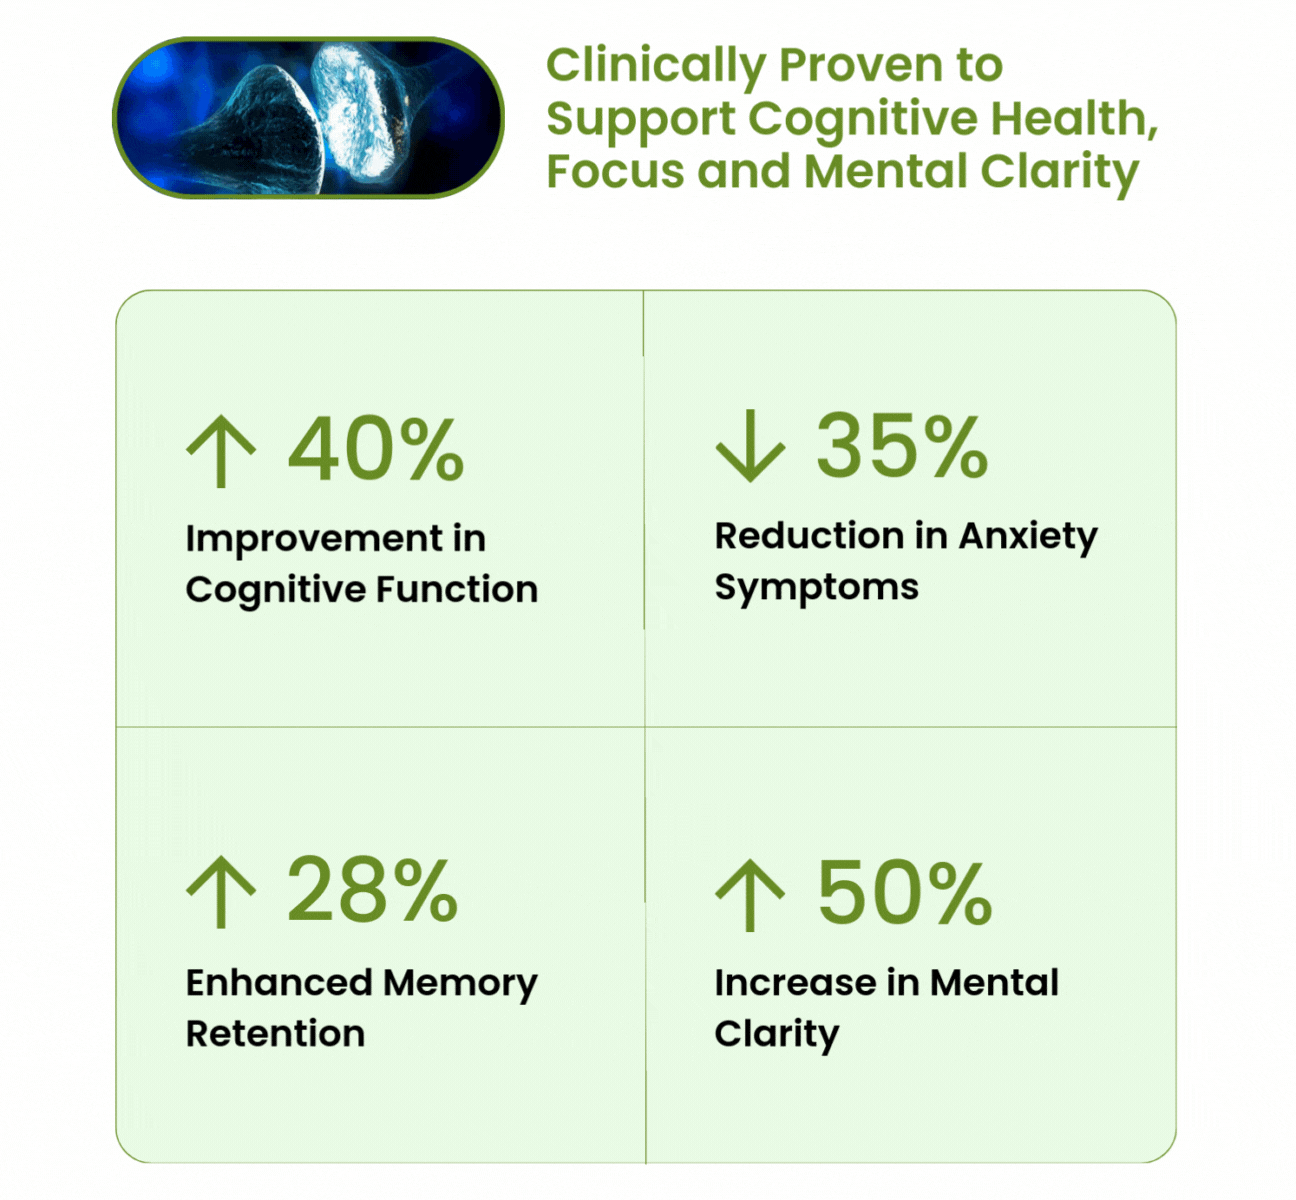 Clinically Proven to
Support Cognitive Health,
Focus and Mental Clarity
↑ 40%
Improvement in
Cognitive Function
↓ 35%
Reduction in Anxiety
Symptoms
↑ 28%
Enhanced Memory
Retention
↑ 50%
Increase in Mental
Clarity